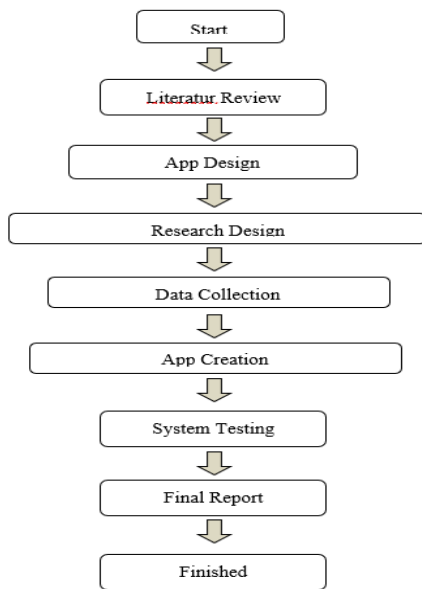 Start
Literatur Review
App Design
Research Design
Data Collection
App Creation
System Testing
Final Report
Finished